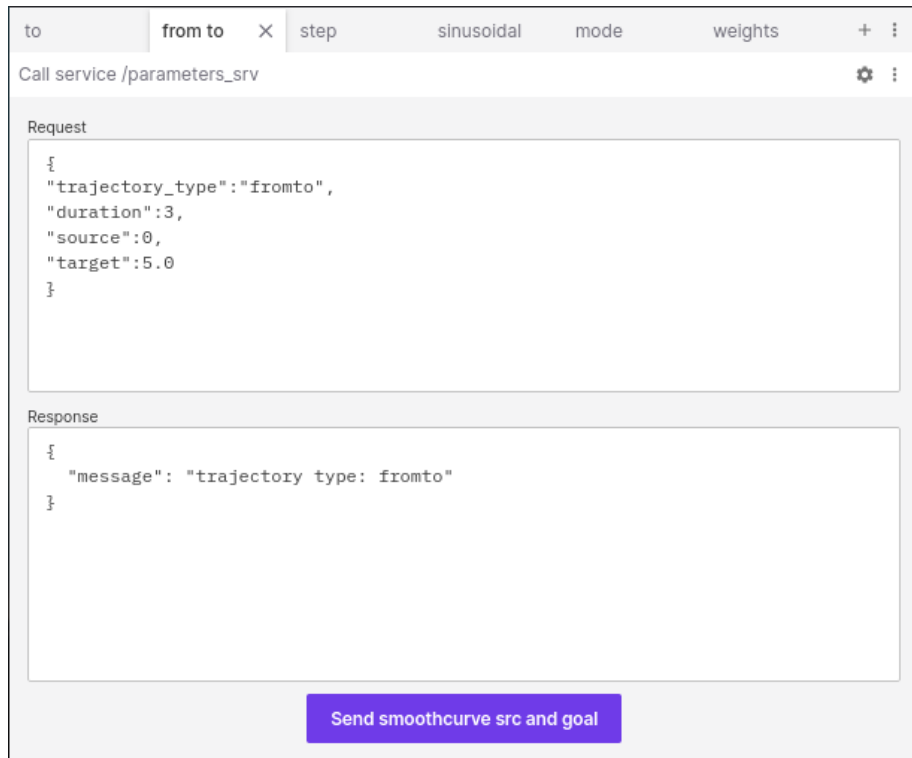 to from to step sinusoidal mode weights
Call service /parameters_srv
Request
{
"trajectory_type":"fromto",
"duration":3,
"source":0,
"target":5.0
}
Response
{
  "message": "trajectory type: fromto"
}
Send smoothcurve src and goal